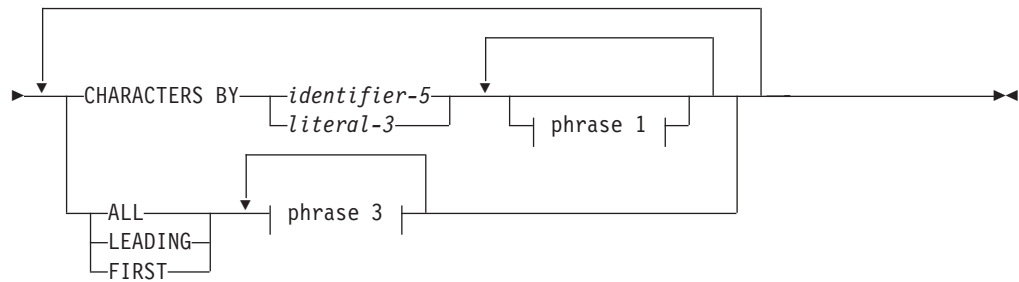 CHARACTERS BY identifier-5
literal-3
phrase 1
ALL phrase 3
LEADING
FIRST